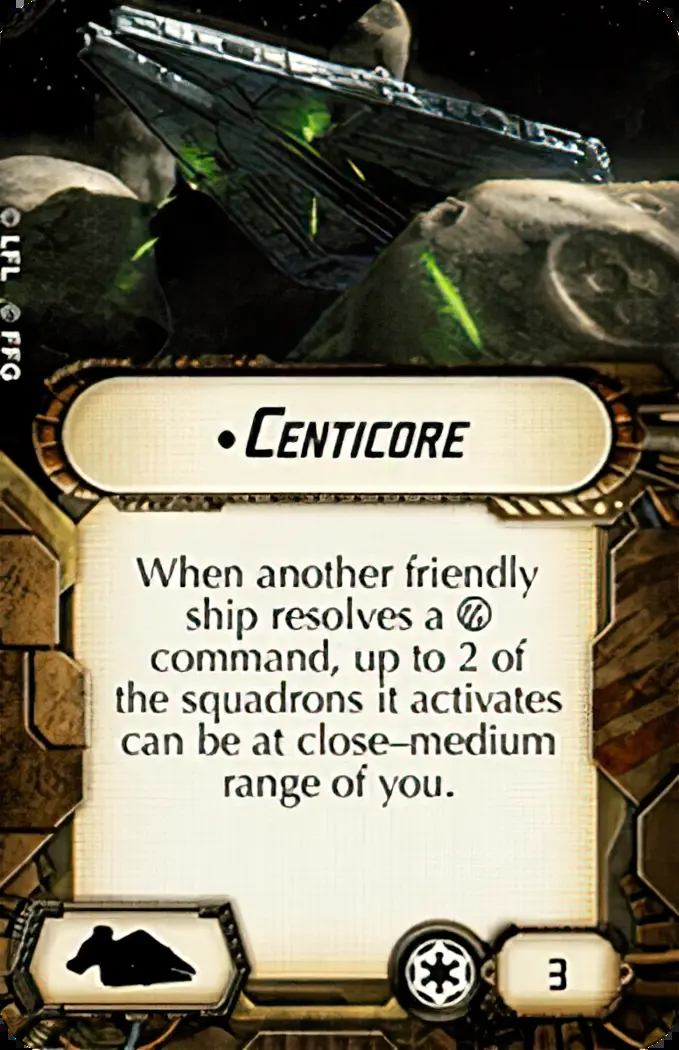 LFL FFG
•CENTICORE
When another friendly
ship resolves a
command, up to 2 of
the squadrons it activates
can be at close–medium
range of you.
3